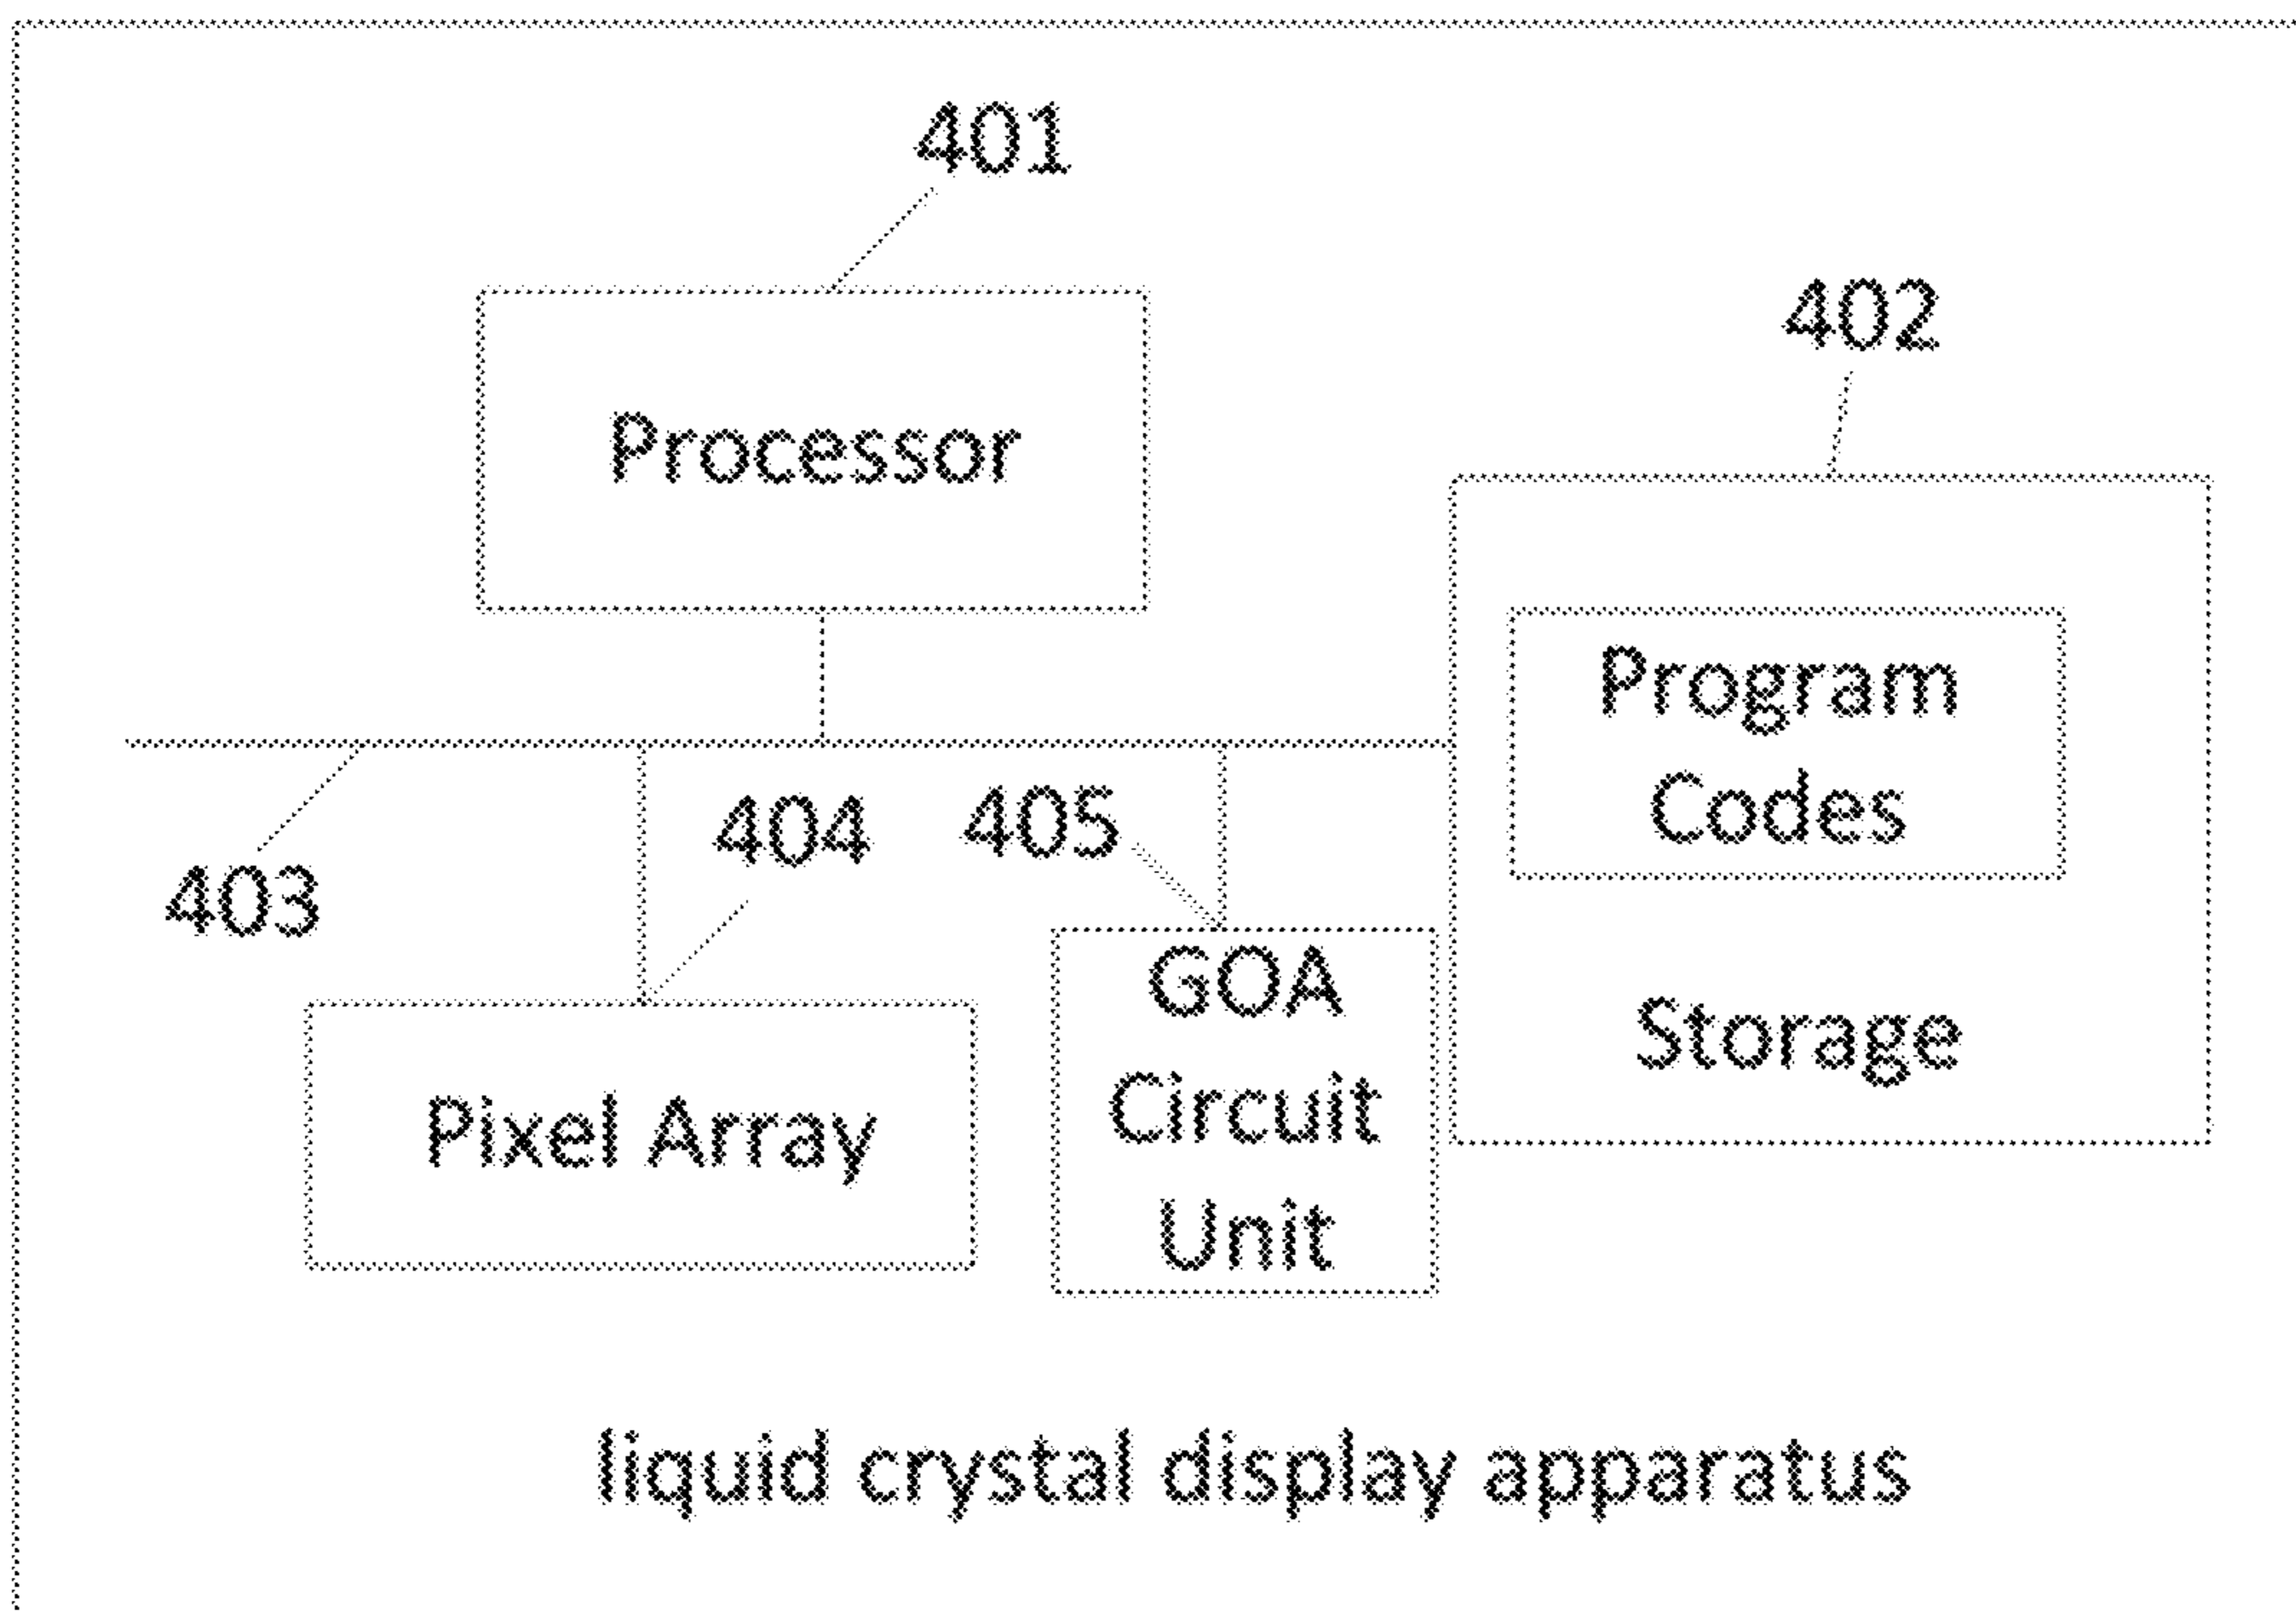 401
402
Processor
Program
Codes
403
404
405
GOA
Circuit
Unit
Storage
Pixel Array
liquid crystal display apparatus